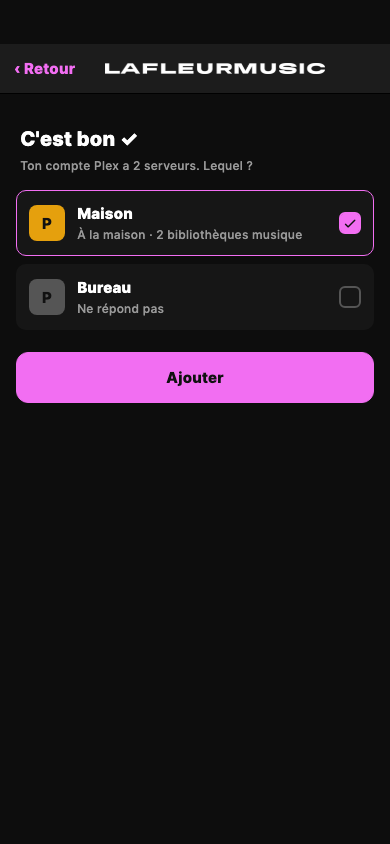 ‹ Retour
LAFLEURMUSIC
C'est bon ✓
Ton compte Plex a 2 serveurs. Lequel ?
P
Maison
À la maison · 2 bibliothèques musique
P
Bureau
Ne répond pas
Ajouter